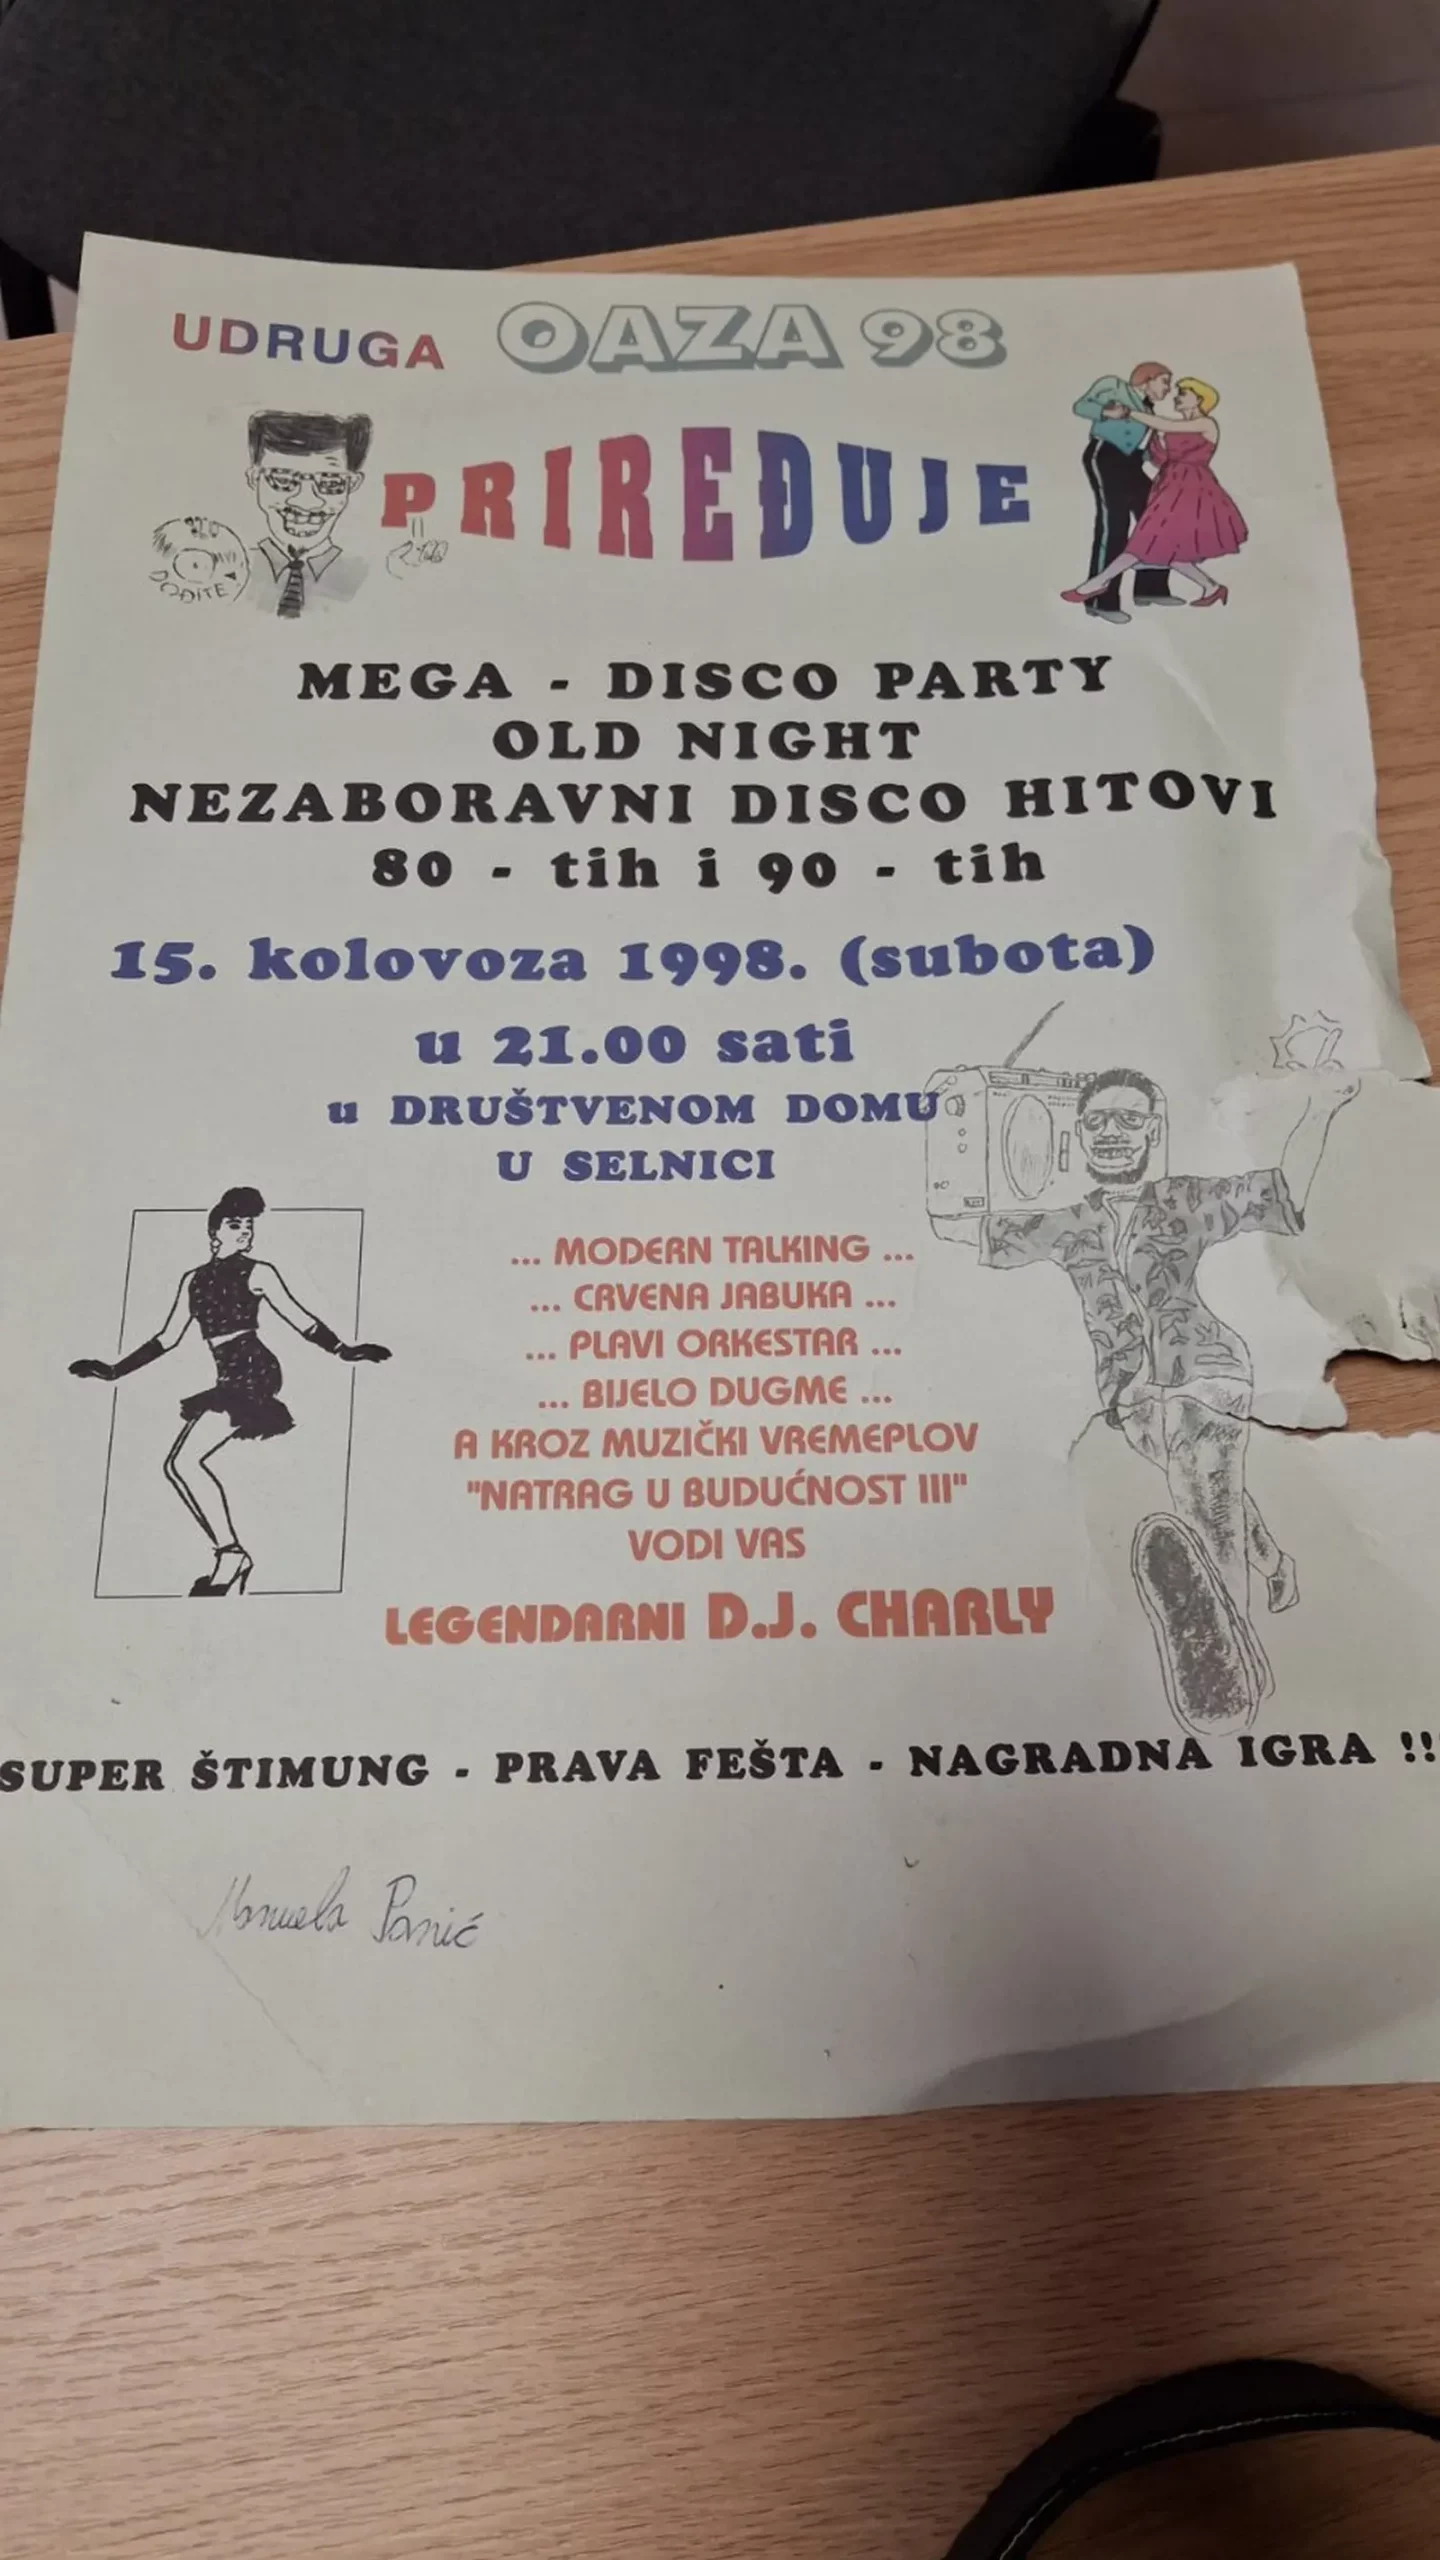 UDRUGA OAZA 98
PRIREĐUJE
DOĐITE
MEGA - DISCO PARTY
OLD NIGHT
NEZABORAVNI DISCO HITOVI
80 - tih i 90 - tih
15. kolovoza 1998. (subota)
u 21.00 sati
u DRUŠTVENOM DOMU
U SELNICI
... MODERN TALKING ...
... CRVENA JABUKA ...
... PLAVI ORKESTAR ...
... BIJELO DUGME ...
A KROZ MUZIČKI VREMEPLOV
"NATRAG U BUDUĆNOST III"
VODI VAS
LEGENDARNI D.J. CHARLY
SUPER ŠTIMUNG - PRAVA FEŠTA - NAGRADNA IGRA !!!
Manuela Panić